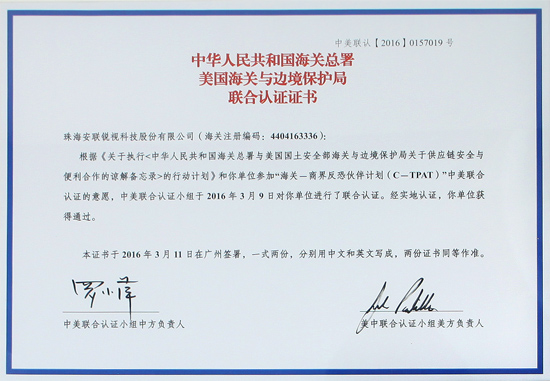 中美联认【2016】0157019 号
中华人民共和国海关总署
美国海关与边境保护局
联合认证证书
珠海安联锐视科技股份有限公司（海关注册编码：4404163336）：
根据《关于执行<中华人民共和国海关总署与美国国土安全部海关与边境保护局关于供应链安全与
便利合作的谅解备忘录>的行动计划》和你单位参加“海关—商界反恐伙伴计划（C—TPAT）”中美联合
认证的意愿，中美联合认证小组于 2016 年 3 月 9 日对你单位进行了联合认证。经实地认证，你单位获
得通过。
本证书于 2016 年 3 月 11 日在广州签署，一式两份，分别用中文和英文写成，两份证书同等作准。
中美联合认证小组中方负责人
美中联合认证小组美方负责人